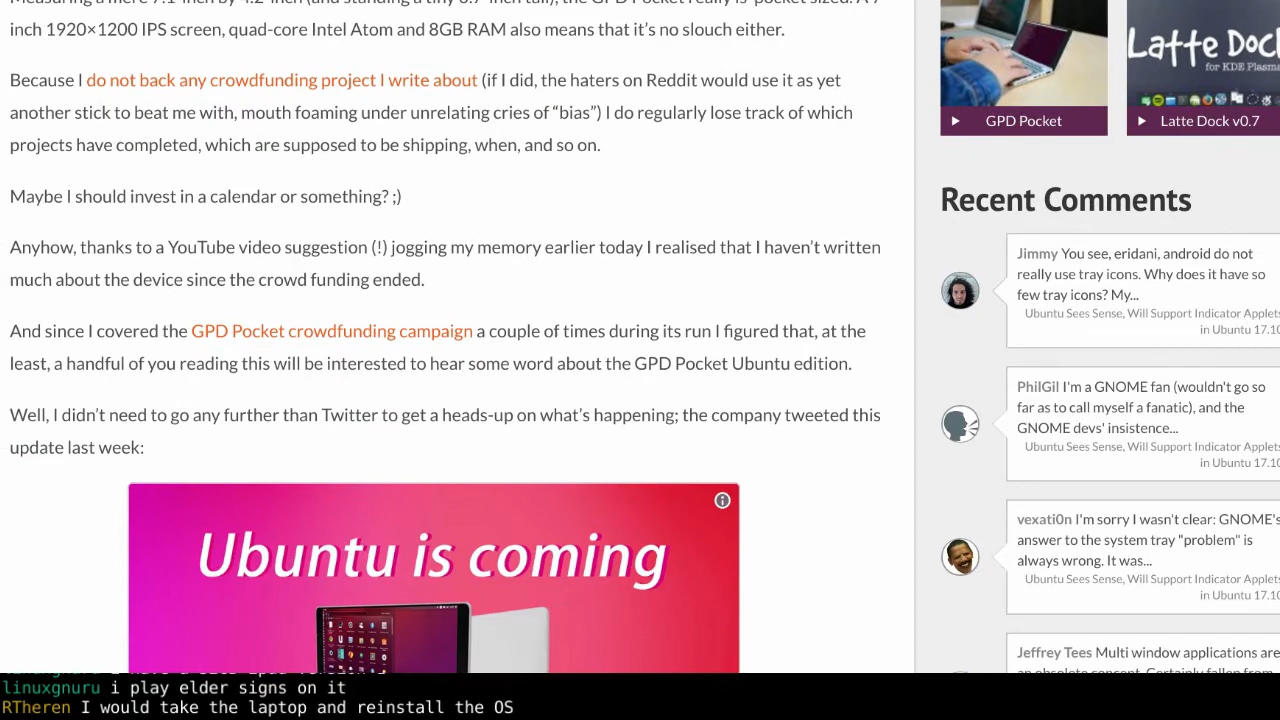 Measuring a mere 7.1-inch by 4.2-inch (and standing a tiny 0.7-inch tall), the GPD Pocket really is 'pocket sized.' A 7-
inch 1920×1200 IPS screen, quad-core Intel Atom and 8GB RAM also means that it's no slouch either.
Because I do not back any crowdfunding project I write about (if I did, the haters on Reddit would use it as yet
another stick to beat me with, mouth foaming under unrelating cries of “bias”) I do regularly lose track of which
projects have completed, which are supposed to be shipping, when, and so on.
Maybe I should invest in a calendar or something? ;)
Anyhow, thanks to a YouTube video suggestion (!) jogging my memory earlier today I realised that I haven't written
much about the device since the crowd funding ended.
And since I covered the GPD Pocket crowdfunding campaign a couple of times during its run I figured that, at the
least, a handful of you reading this will be interested to hear some word about the GPD Pocket Ubuntu edition.
Well, I didn't need to go any further than Twitter to get a heads-up on what's happening; the company tweeted this
update last week:
Ubuntu is coming
Latte Dock
for KDE Plasma
GPD Pocket
Latte Dock v0.7
Recent Comments
Jimmy You see, eridani, android do not
really use tray icons. Why does it have so
few tray icons? My...
Ubuntu Sees Sense, Will Support Indicator Applets
in Ubuntu 17.10
PhilGil I'm a GNOME fan (wouldn't go so
far as to call myself a fanatic), and the
GNOME devs' insistence...
Ubuntu Sees Sense, Will Support Indicator Applets
in Ubuntu 17.10
vexati0n I'm sorry I wasn't clear: GNOME's
answer to the system tray "problem" is
always wrong. It was...
Ubuntu Sees Sense, Will Support Indicator Applets
in Ubuntu 17.10
Jeffrey Tees Multi window applications are
an obsolete concept. Certainly fallen from
linuxgnuru i play elder signs on it
RTheren I would take the laptop and reinstall the OS